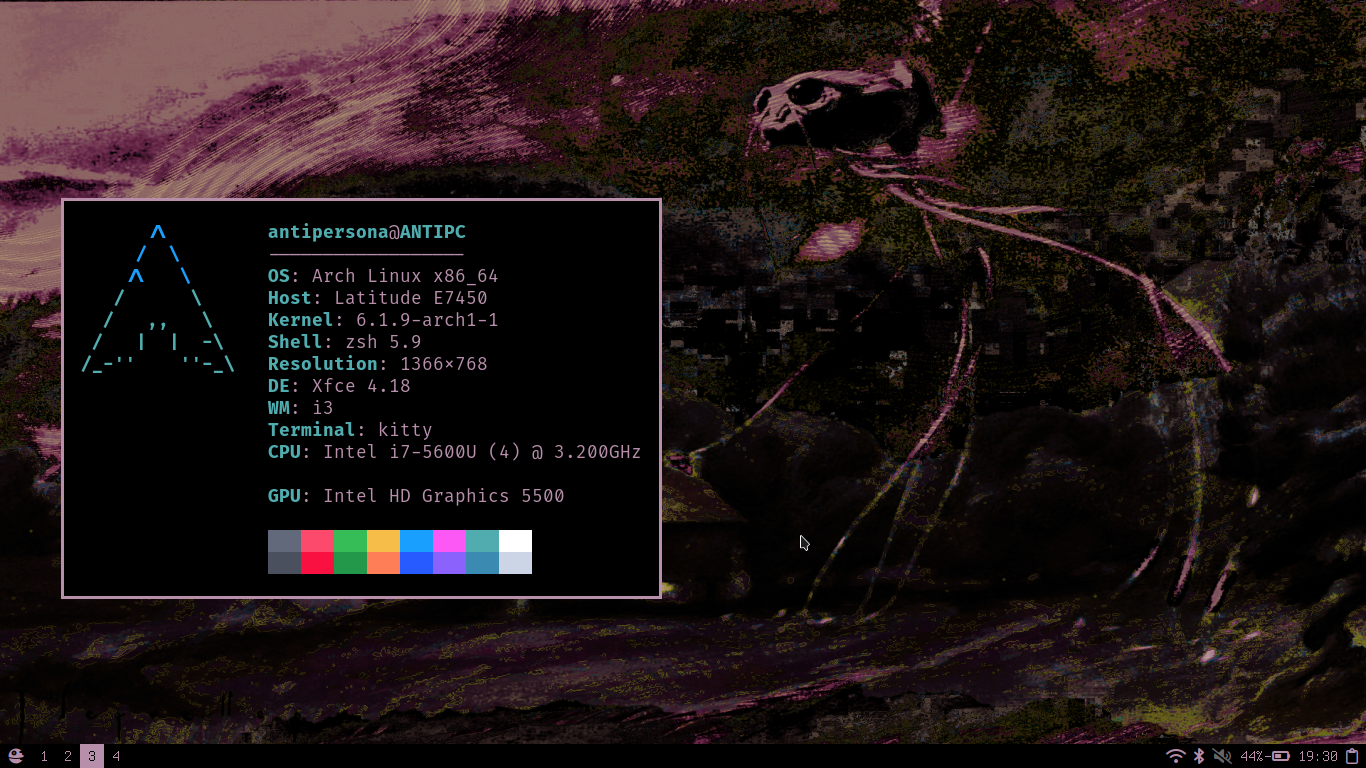 antipersona@ANTIPC
OS: Arch Linux x86_64
Host: Latitude E7450
Kernel: 6.1.9-arch1-1
Shell: zsh 5.9
Resolution: 1366×768
DE: Xfce 4.18
WM: i3
Terminal: kitty
CPU: Intel i7-5600U (4) @ 3.200GHz
GPU: Intel HD Graphics 5500
1 2 3 4 44% 19:30